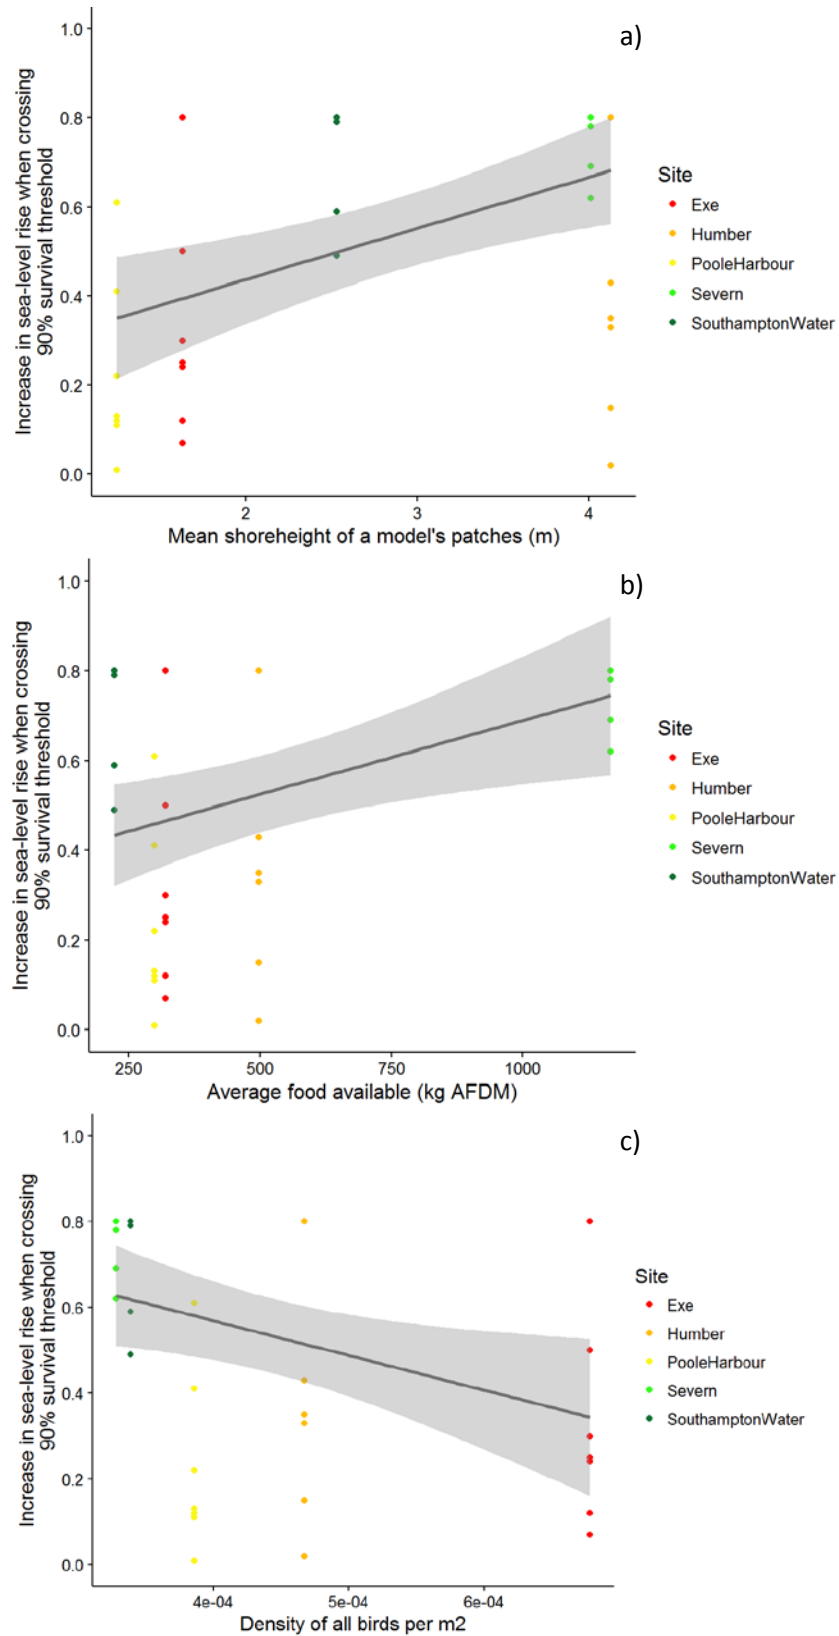 a)
1.0
0.8
0.6
0.4
0.2
0.0
Increase in sea-level rise when crossing
90% survival threshold
2 3 4
Mean shoreheight of a model's patches (m)
Site
Exe
Humber
PooleHarbour
Severn
SouthamptonWater
b)
1.0
0.8
0.6
0.4
0.2
0.0
Increase in sea-level rise when crossing
90% survival threshold
250 500 750 1000
Average food available (kg AFDM)
Site
Exe
Humber
PooleHarbour
Severn
SouthamptonWater
c)
1.0
0.8
0.6
0.4
0.2
0.0
Increase in sea-level rise when crossing
90% survival threshold
4e-04 5e-04 6e-04
Density of all birds per m2
Site
Exe
Humber
PooleHarbour
Severn
SouthamptonWater